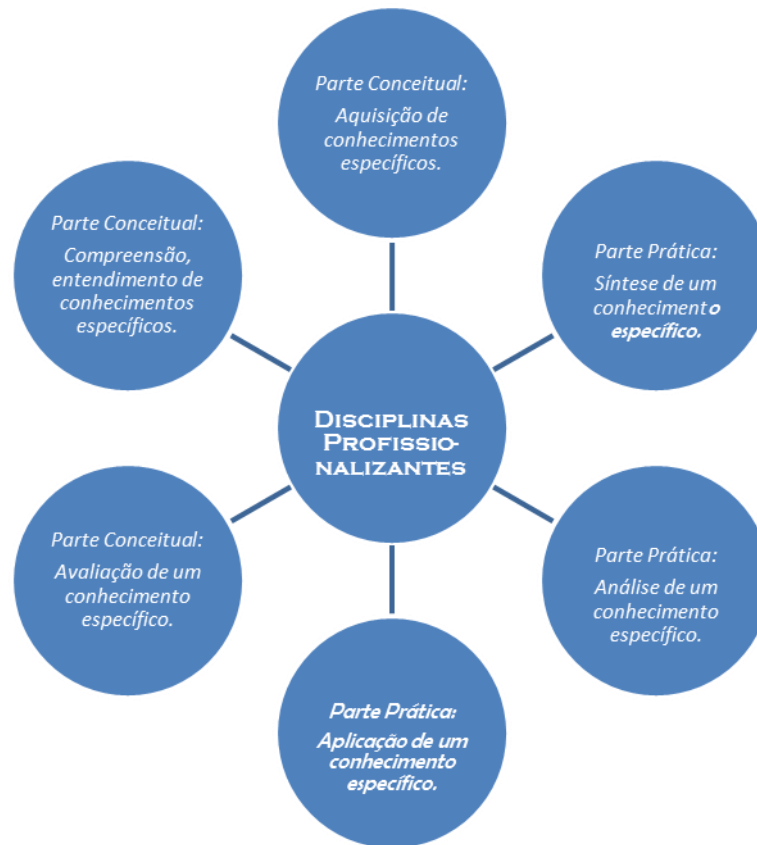 Parte Conceitual:
Aquisição de
conhecimentos
específicos.
Parte Conceitual:
Compreensão,
entendimento de
conhecimentos
específicos.
Parte Prática:
Síntese de um
conhecimento
específico.
DISCIPLINAS
PROFISSIO-
NALIZANTES
Parte Conceitual:
Avaliação de um
conhecimento
específico.
Parte Prática:
Análise de um
conhecimento
específico.
Parte Prática:
Aplicação de um
conhecimento
específico.